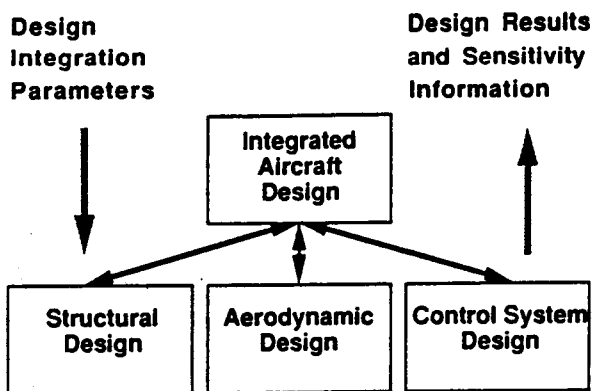 Design
Integration
Parameters
Design Results
and Sensitivity
Information
Integrated
Aircraft
Design
Structural
Design
Aerodynamic
Design
Control System
Design